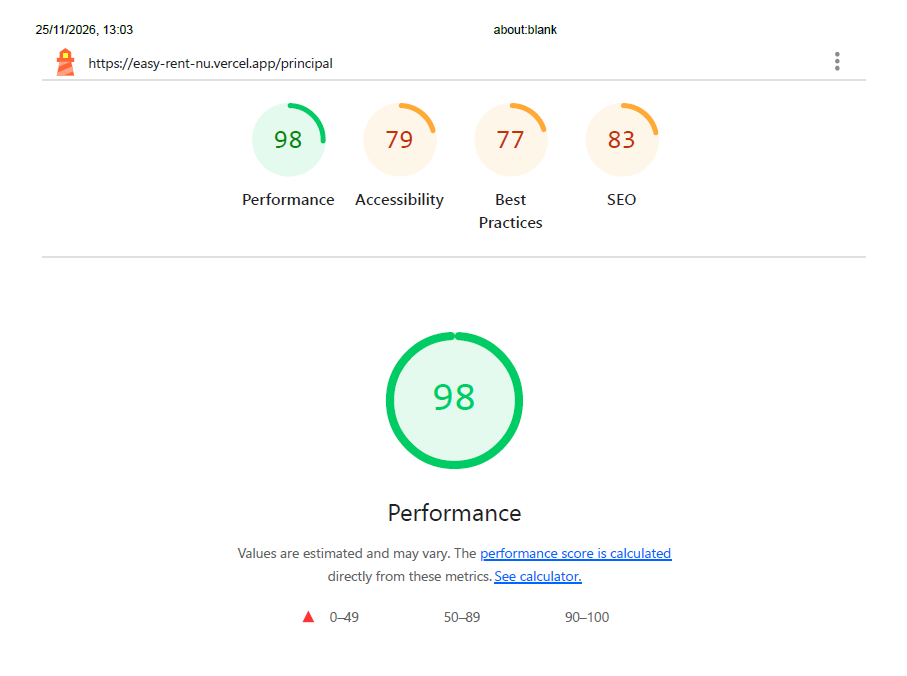 25/11/2026, 13:03
about:blank
https://easy-rent-nu.vercel.app/principal
98
79
77
83
Performance
Accessibility
Best
Practices
SEO
98
Performance
Values are estimated and may vary. The performance score is calculated
directly from these metrics. See calculator.
0–49
50–89
90–100